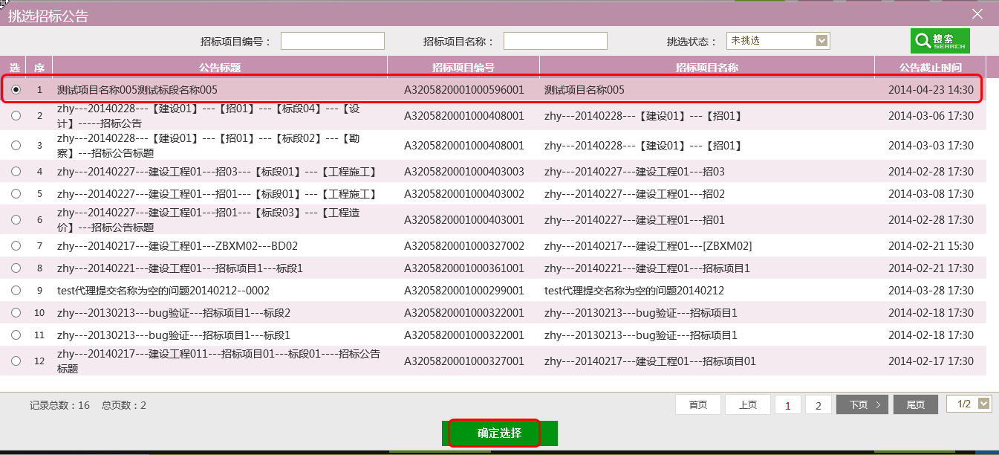 挑选招标公告
招标项目编号： 招标项目名称： 挑选状态： 未挑选 搜索 SEARCH
选 序 公告标题 招标项目编号 招标项目名称 公告截止时间
1 测试项目名称005测试标段名称005 A3205820001000596001 测试项目名称005 2014-04-23 14:30
2 zhy---20140228---【建设01】---【招01】---【标段04】---【设 A3205820001000408001 zhy---20140228---【建设01】---【招01】 2014-03-06 17:30
计】-----招标公告
3 zhy---20140228---【建设01】---【招01】---【标段02】---【勘 A3205820001000408001 zhy---20140228---【建设01】---【招01】 2014-03-03 17:30
察】---招标公告标题
4 zhy---20140227---建设工程01---招03---【标段01】---【工程施工】 A3205820001000403003 zhy---20140227---建设工程01---招03 2014-02-28 17:30
5 zhy---20140227---建设工程01---招01---【标段01】---【工程施工】 A3205820001000403002 zhy---20140227---建设工程01---招02 2014-03-08 17:30
6 zhy---20140227---建设工程01---招01---【标段03】---【工程造 A3205820001000403001 zhy---20140227---建设工程01---招01 2014-02-28 17:30
价】---招标公告标题
7 zhy---20140217---建设工程01---ZBXM02---BD02 A3205820001000327002 zhy---20140217---建设工程01---[ZBXM02] 2014-02-21 15:30
8 zhy---20140221---建设工程01---招标项目1---标段1 A3205820001000361001 zhy---20140221---建设工程01---招标项目1 2014-02-21 17:30
9 test代理提交名称为空的问题20140212--0002 A3205820001000299001 test代理提交名称为空的问题20140212 2014-03-28 17:30
10 zhy---20130213---bug验证---招标项目1---标段2 A3205820001000322001 zhy---20130213---bug验证---招标项目1 2014-02-18 17:30
11 zhy---20130213---bug验证---招标项目1---标段1 A3205820001000322001 zhy---20130213---bug验证---招标项目1 2014-02-18 17:30
12 zhy---20140217---建设工程011---招标项目01---标段01----招标公告 A3205820001000327001 zhy---20140217---建设工程01---招标项目01 2014-02-17 17:30
标题
记录总数：16 总页数：2 首页 上页 1 2 下页 尾页 1/2
确定选择